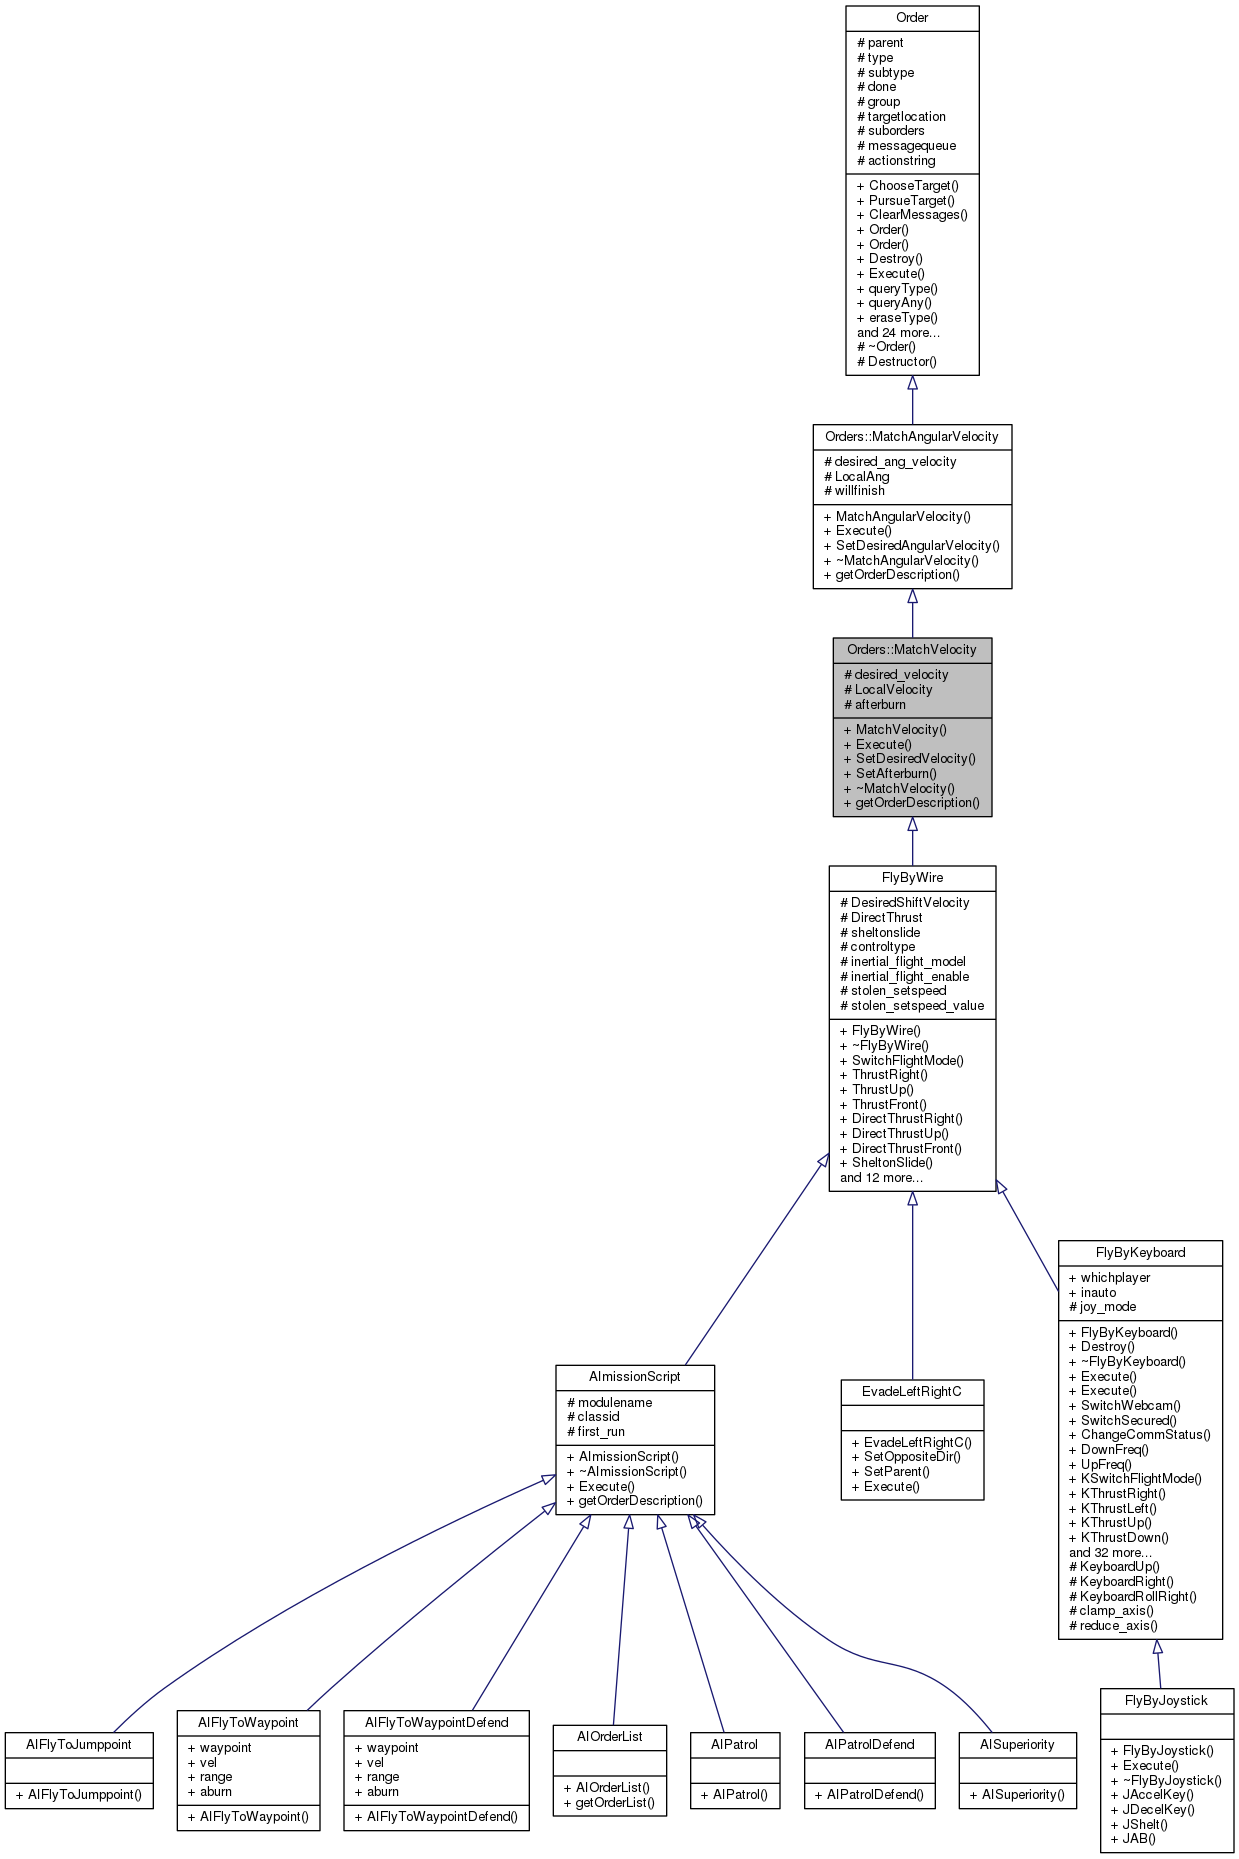 Order
# parent
# type
# subtype
# done
# group
# targetlocation
# suborders
# messagequeue
# actionstring
+ ChooseTarget()
+ PursueTarget()
+ ClearMessages()
+ Order()
+ Order()
+ Destroy()
+ Execute()
+ queryType()
+ queryAny()
+ eraseType()
and 24 more...
# ~Order()
# Destructor()
Orders::MatchAngularVelocity
# desired_ang_velocity
# LocalAng
# willfinish
+ MatchAngularVelocity()
+ Execute()
+ SetDesiredAngularVelocity()
+ ~MatchAngularVelocity()
+ getOrderDescription()
Orders::MatchVelocity
# desired_velocity
# LocalVelocity
# afterburn
+ MatchVelocity()
+ Execute()
+ SetDesiredVelocity()
+ SetAfterburn()
+ ~MatchVelocity()
+ getOrderDescription()
FlyByWire
# DesiredShiftVelocity
# DirectThrust
# sheltonslide
# controltype
# inertial_flight_model
# inertial_flight_enable
# stolen_setspeed
# stolen_setspeed_value
+ FlyByWire()
+ ~FlyByWire()
+ SwitchFlightMode()
+ ThrustRight()
+ ThrustUp()
+ ThrustFront()
+ DirectThrustRight()
+ DirectThrustUp()
+ DirectThrustFront()
+ SheltonSlide()
and 12 more...
FlyByKeyboard
+ whichplayer
+ inauto
# joy_mode
+ FlyByKeyboard()
+ Destroy()
+ ~FlyByKeyboard()
+ Execute()
+ Execute()
+ SwitchWebcam()
+ SwitchSecured()
+ ChangeCommStatus()
+ DownFreq()
+ UpFreq()
+ KSwitchFlightMode()
+ KThrustRight()
+ KThrustLeft()
+ KThrustUp()
+ KThrustDown()
and 32 more...
# KeyboardUp()
# KeyboardRight()
# KeyboardRollRight()
# clamp_axis()
# reduce_axis()
AImissionScript
# modulename
# classid
# first_run
+ AImissionScript()
+ ~AImissionScript()
+ Execute()
+ getOrderDescription()
EvadeLeftRightC
+ EvadeLeftRightC()
+ SetOppositeDir()
+ SetParent()
+ Execute()
AIFlyToJumppoint
+ AIFlyToJumppoint()
AIFlyToWaypoint
+ waypoint
+ vel
+ range
+ aburn
+ AIFlyToWaypoint()
AIFlyToWaypointDefend
+ waypoint
+ vel
+ range
+ aburn
+ AIFlyToWaypointDefend()
AIOrderList
+ AIOrderList()
+ getOrderList()
AIPatrol
+ AIPatrol()
AIPatrolDefend
+ AIPatrolDefend()
AISuperiority
+ AISuperiority()
FlyByJoystick
+ FlyByJoystick()
+ Execute()
+ ~FlyByJoystick()
+ JAccelKey()
+ JDecelKey()
+ JShelt()
+ JAB()